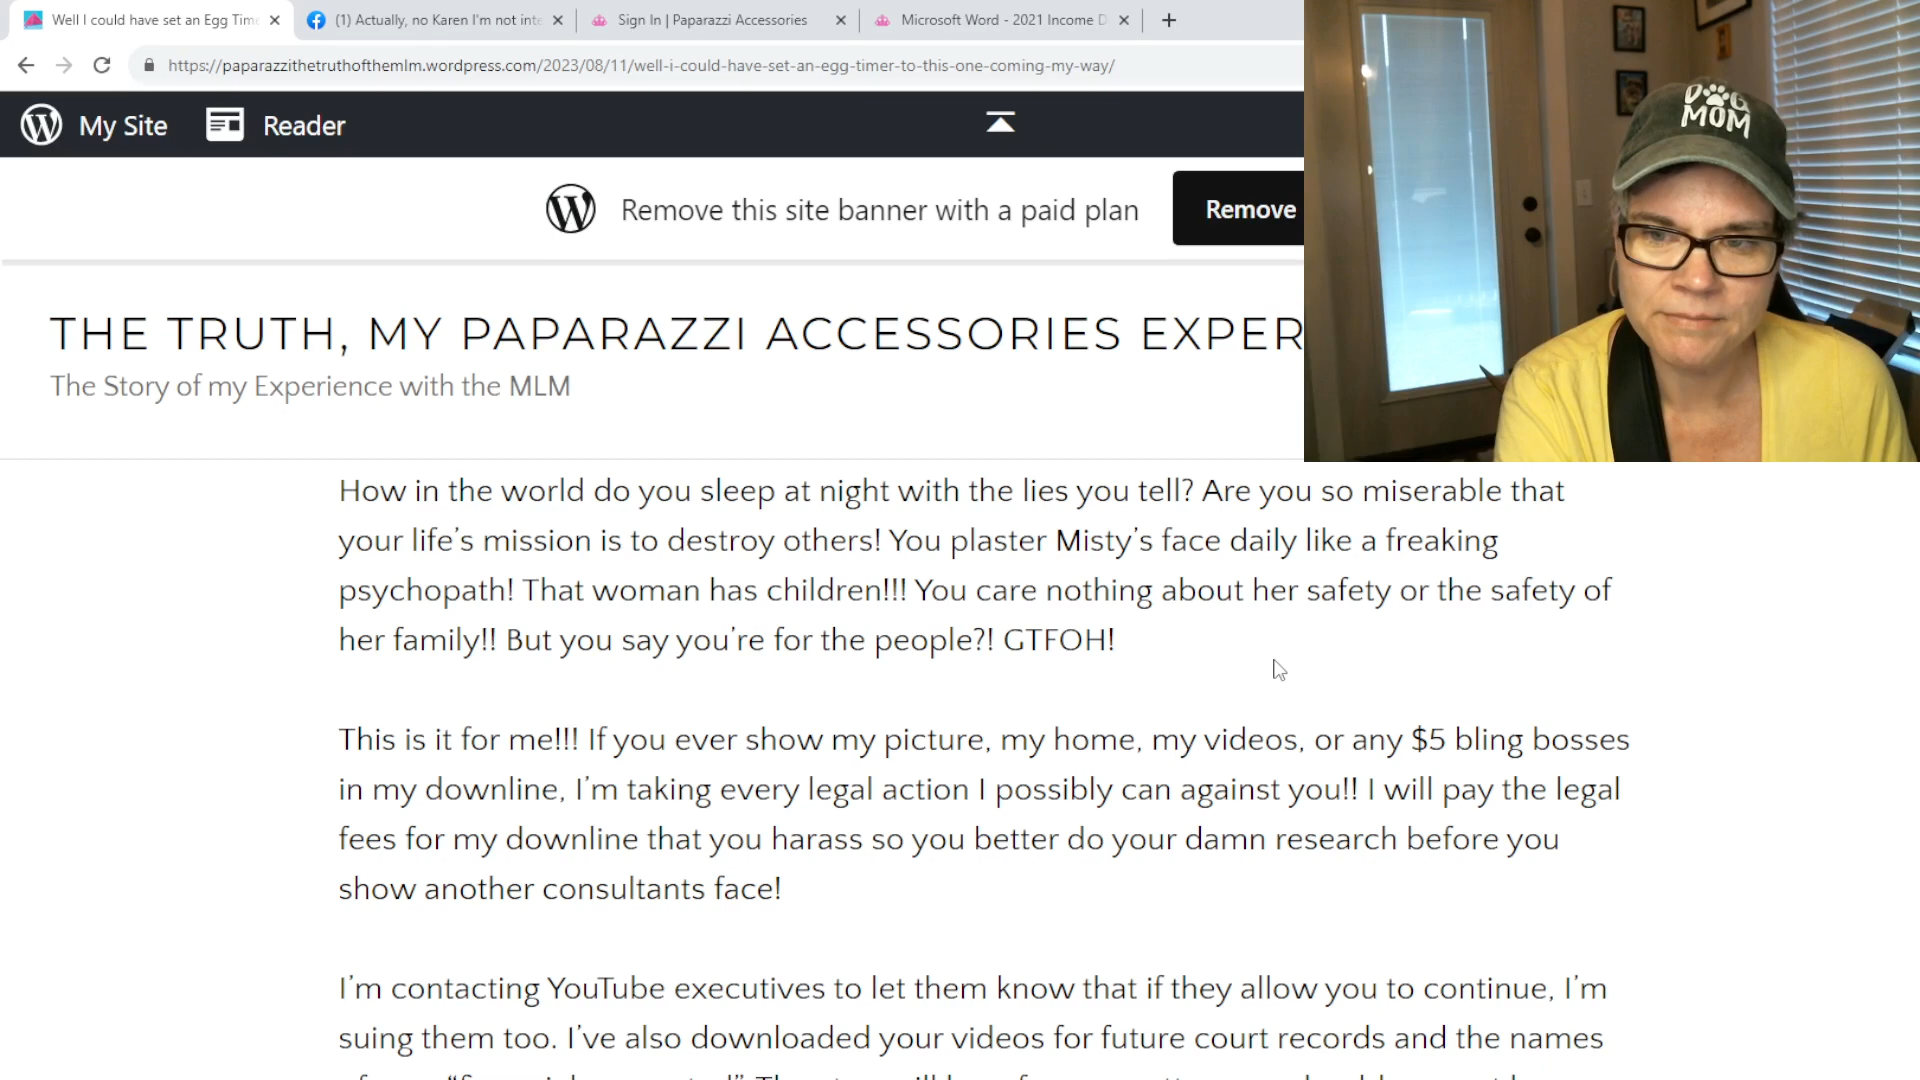 Well I could have set an Egg Tim
(1) Actually, no Karen I'm not int
Sign In | Paparazzi Accessories
Microsoft Word - 2021 Income D
https://paparazzithetruthofthemlm.wordpress.com/2023/08/11/well-i-could-have-set-an-egg-timer-to-this-one-coming-my-way/
My Site Reader
Remove this site banner with a paid plan Remove
DOG
MOM
THE TRUTH, MY PAPARAZZI ACCESSORIES EXPER
The Story of my Experience with the MLM
How in the world do you sleep at night with the lies you tell? Are you so miserable that
your life's mission is to destroy others! You plaster Misty's face daily like a freaking
psychopath! That woman has children!!! You care nothing about her safety or the safety of
her family!! But you say you're for the people?! GTFOH!
This is it for me!!! If you ever show my picture, my home, my videos, or any $5 bling bosses
in my downline, I'm taking every legal action I possibly can against you!! I will pay the legal
fees for my downline that you harass so you better do your damn research before you
show another consultants face!
I'm contacting YouTube executives to let them know that if they allow you to continue, I'm
suing them too. I've also downloaded your videos for future court records and the names